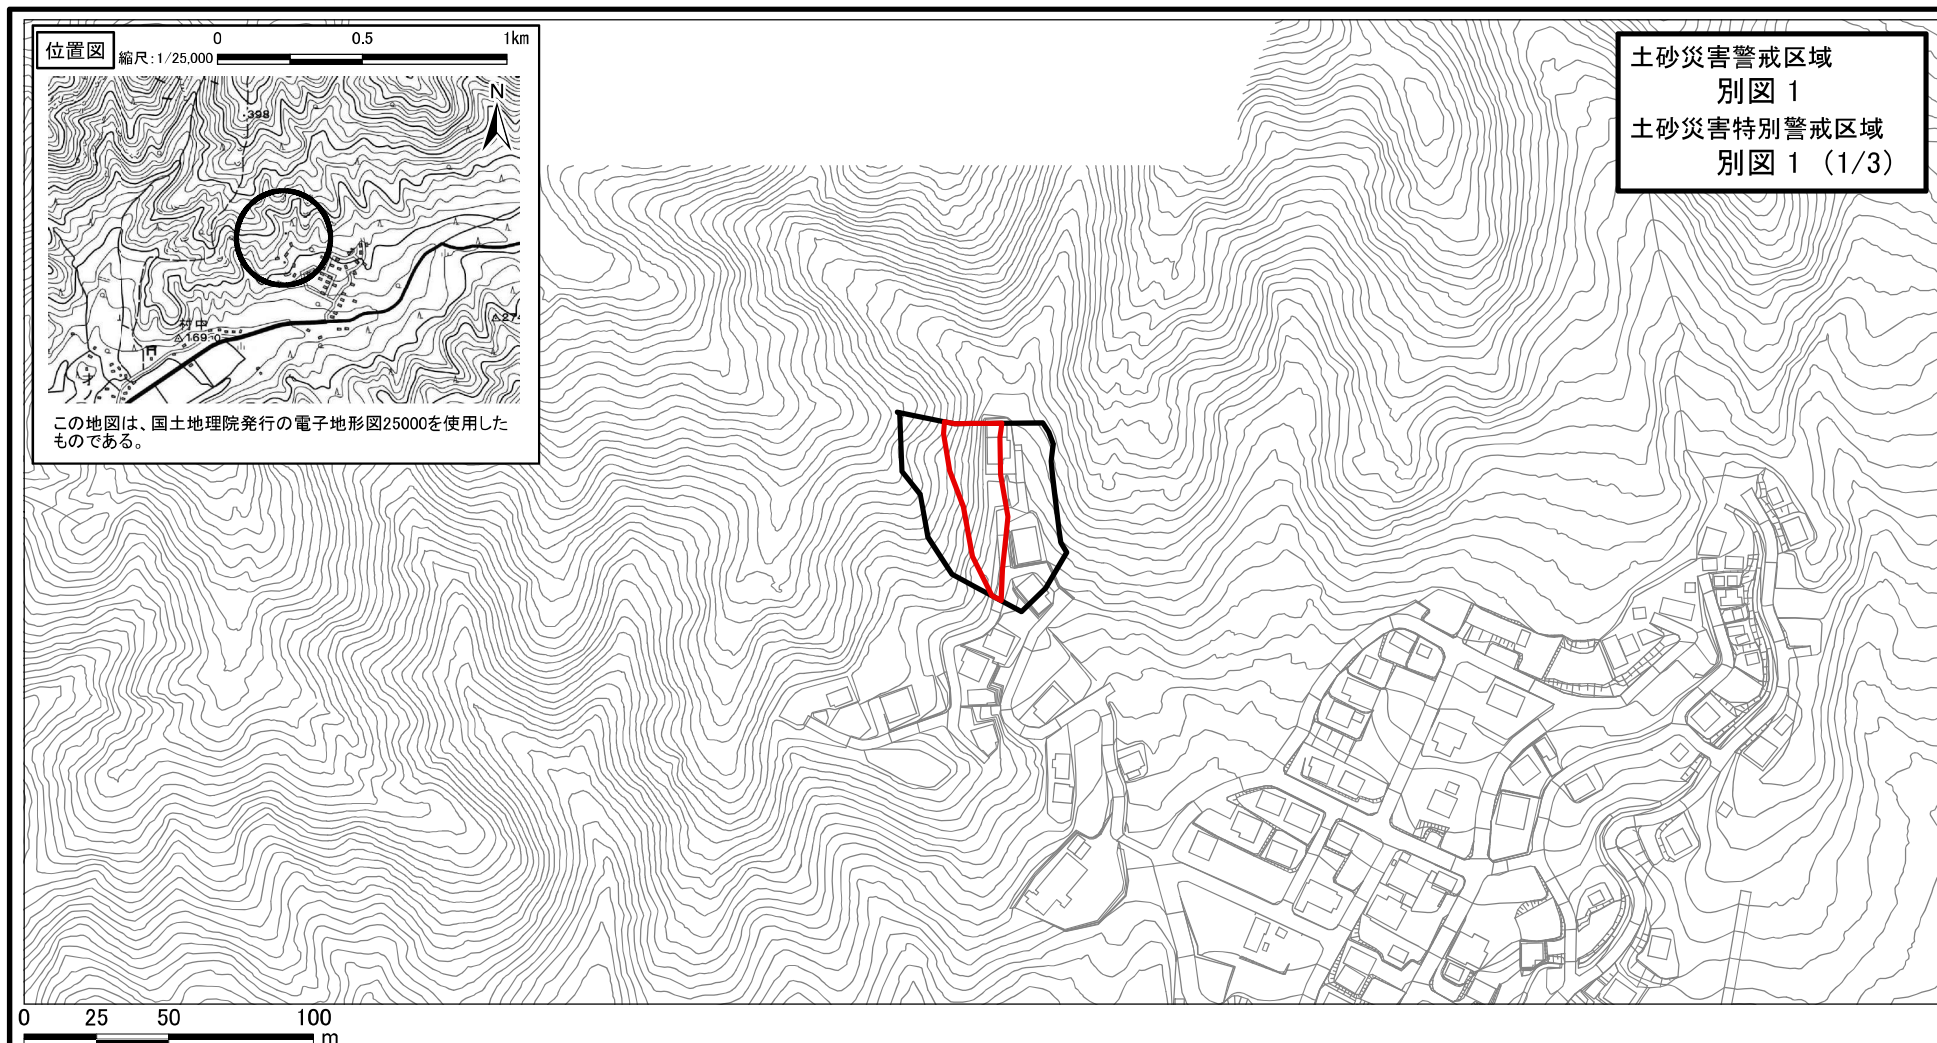 位置図
縮尺:1/25,000
0 0.5 1km
N
398
村中
169.0
この地図は、国土地理院発行の電子地形図25000を使用した
ものである。
土砂災害警戒区域
別図 1
土砂災害特別警戒区域
別図 1 (1/3)
0 25 50 100
m